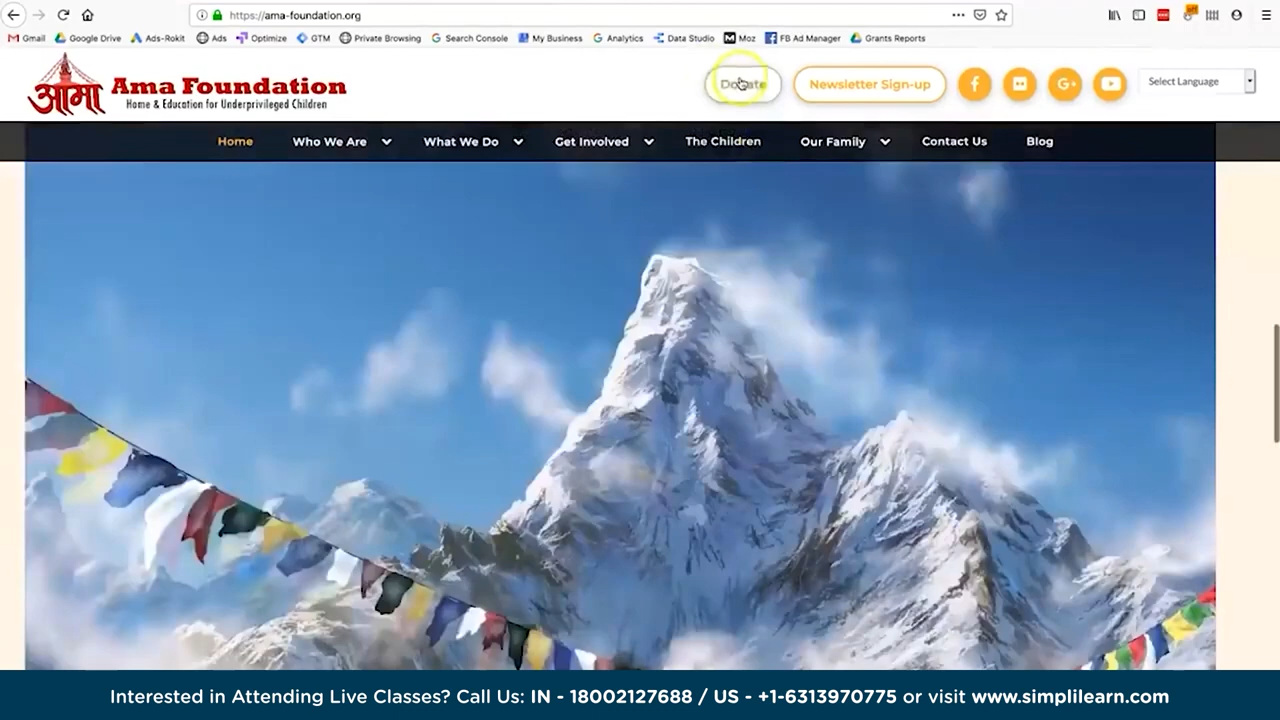 https://ama-foundation.org
Gmail Google Drive Ads-Rokit Ads Optimize GTM Private Browsing Search Console My Business Analytics Data Studio Moz FB Ad Manager Grants Reports
आमा Ama Foundation
Home & Education for Underprivileged Children
Donate Newsletter Sign-up Select Language
Home Who We Are What We Do Get Involved The Children Our Family Contact Us Blog
Interested in Attending Live Classes? Call Us: IN - 18002127688 / US - +1-6313970775 or visit www.simplilearn.com